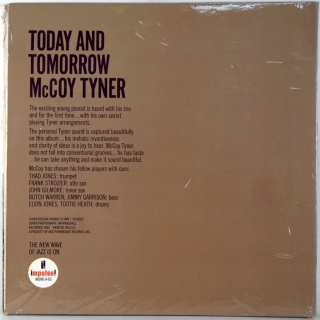 TODAY AND
TOMORROW
McCOY TYNER
The exciting young pianist is heard with his trio
and for the first time...with his own sextet
playing Tyner arrangements.
The personal Tyner sound is captured beautifully
on this album...his melodic inventiveness
and clarity of ideas is a joy to hear. McCoy Tyner
does not fall into conventional grooves...he has taste
...he can take anything and make it sound beautiful.
McCoy has chosen his fellow players with care:
THAD JONES: trumpet
FRANK STROZIER: alto sax
JOHN GILMORE: tenor sax
BUTCH WARREN, JIMMY GARRISON: bass
ELVIN JONES, TOOTIE HEATH: drums
THE NEW WAVE
OF JAZZ IS ON
impulse!
MONO A-63